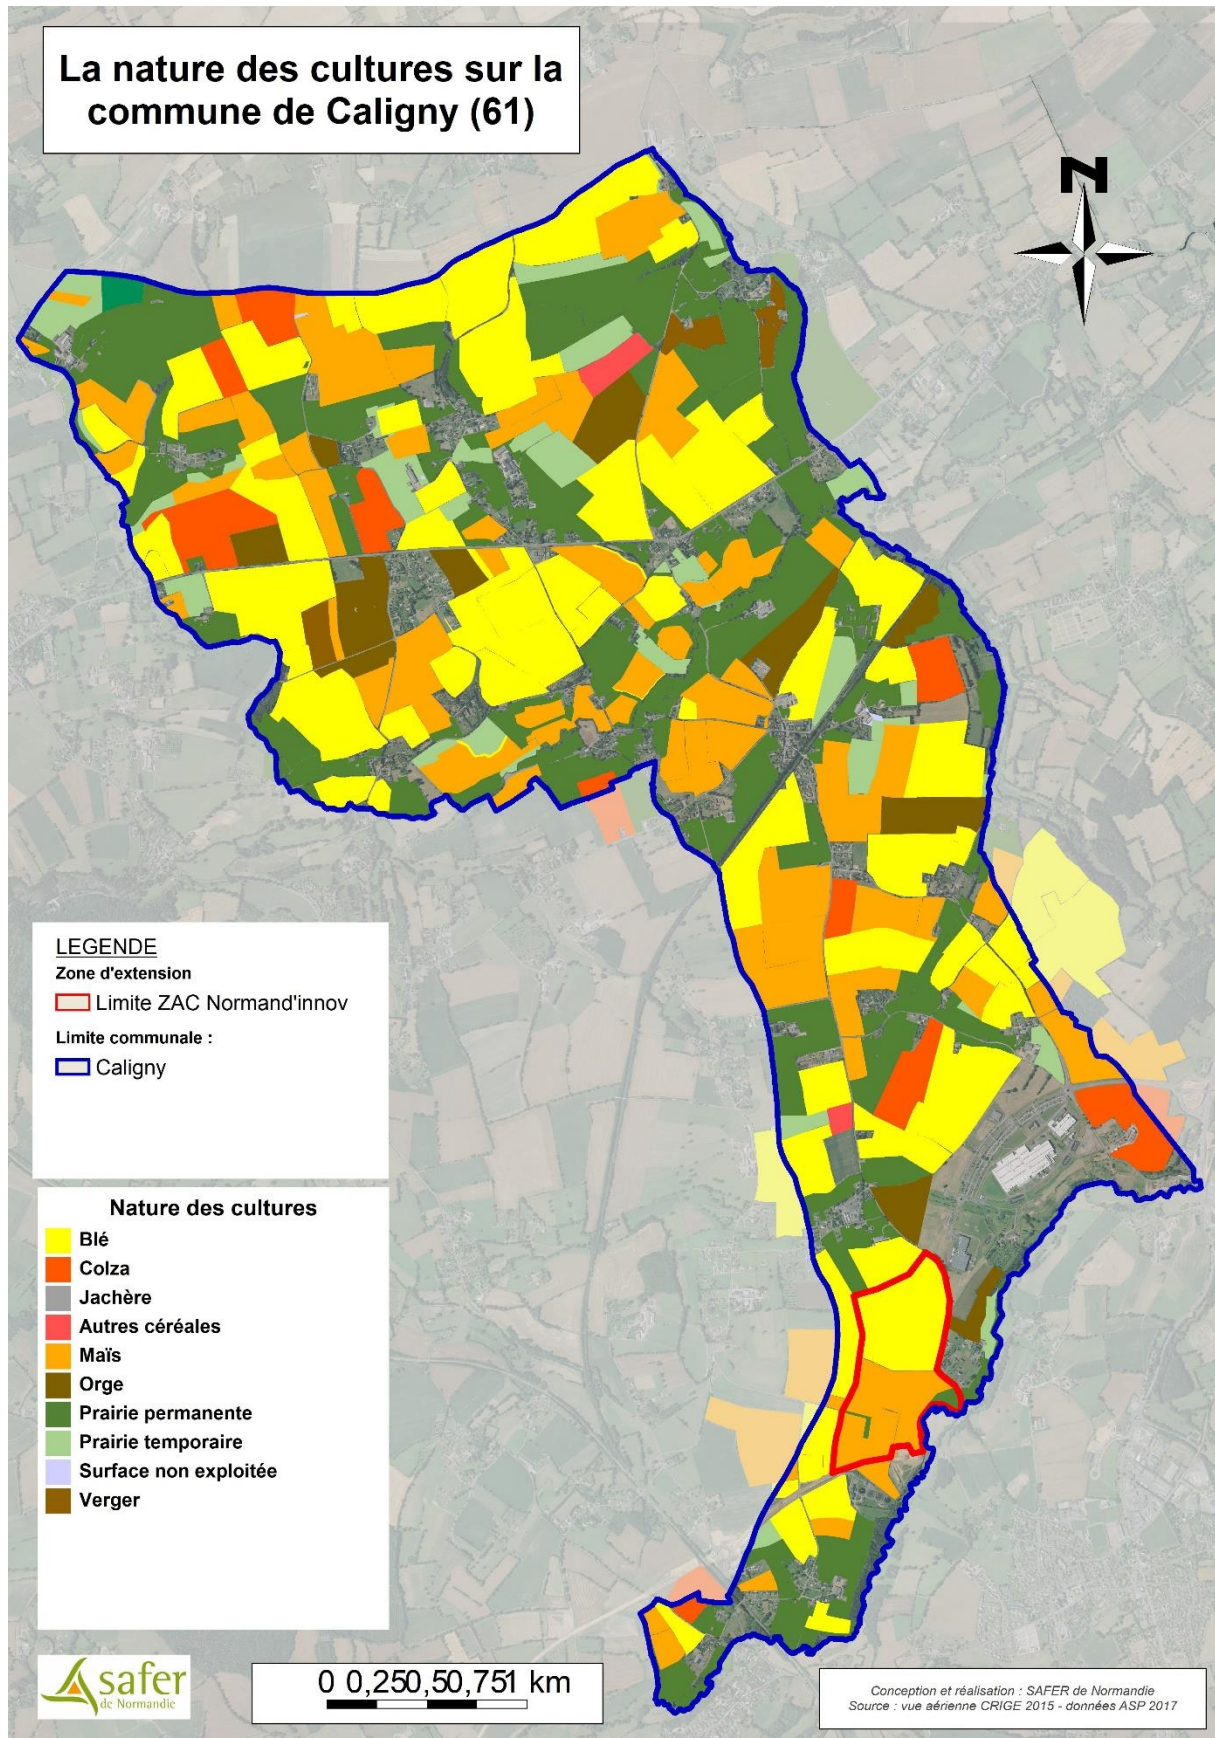 La nature des cultures sur la
commune de Caligny (61)
N
LEGENDE
Zone d'extension
Limite ZAC Normand'innov
Limite communale :
Caligny
Nature des cultures
Blé
Colza
Jachère
Autres céréales
Maïs
Orge
Prairie permanente
Prairie temporaire
Surface non exploitée
Verger
safer
de Normandie
0 0,250,50,751 km
Conception et réalisation : SAFER de Normandie
Source : vue aérienne CRIGE 2015 - données ASP 2017